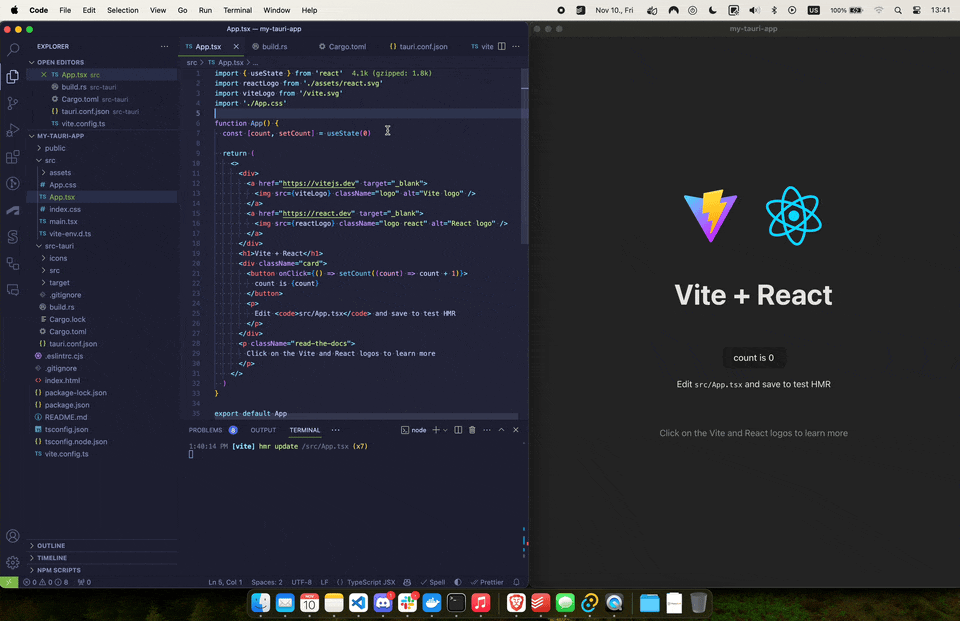 Code File Edit Selection View Go Run Terminal Window Help
US 100% Nov 10., Fri 13:41
App.tsx — my-tauri-app
my-tauri-app
EXPLORER
OPEN EDITORS
App.tsx src
build.rs src-tauri
Cargo.toml src-tauri
tauri.conf.json src-tauri
vite.config.ts
MY-TAURI-APP
public
src
assets
App.css
App.tsx
index.css
main.tsx
vite-env.d.ts
src-tauri
icons
src
target
.gitignore
build.rs
Cargo.lock
Cargo.toml
tauri.conf.json
.eslintrc.cjs
.gitignore
index.html
package-lock.json
package.json
README.md
tsconfig.json
tsconfig.node.json
vite.config.ts
OUTLINE
TIMELINE
NPM SCRIPTS
App.tsx build.rs Cargo.toml tauri.conf.json vite
src > App.tsx > ...
1 import { useState } from 'react' 4.1k (gzipped: 1.8k)
2 import reactLogo from './assets/react.svg'
3 import viteLogo from '/vite.svg'
4 import './App.css'
5
6 function App() {
7 const [count, setCount] = useState(0)
8
9 return (
10 <>
11 <div>
12 <a href="https://vitejs.dev" target="_blank">
13 <img src={viteLogo} className="logo" alt="Vite logo" />
14 </a>
15 <a href="https://react.dev" target="_blank">
16 <img src={reactLogo} className="logo react" alt="React logo" />
17 </a>
18 </div>
19 <h1>Vite + React</h1>
20 <div className="card">
21 <button onClick={() => setCount((count) => count + 1)}>
22 count is {count}
23 </button>
24 <p>
25 Edit <code>src/App.tsx</code> and save to test HMR
26 </p>
27 </div>
28 <p className="read-the-docs">
29 Click on the Vite and React logos to learn more
30 </p>
31 </>
32 )
33 }
34
35 export default App
PROBLEMS 6 OUTPUT TERMINAL node
1:40:14 PM [vite] hmr update /src/App.tsx (x7)
0 0 8 0 Ln 5, Col 1 Spaces: 2 UTF-8 LF TypeScript JSX Spell Prettier
Vite + React
count is 0
Edit src/App.tsx and save to test HMR
Click on the Vite and React logos to learn more
10